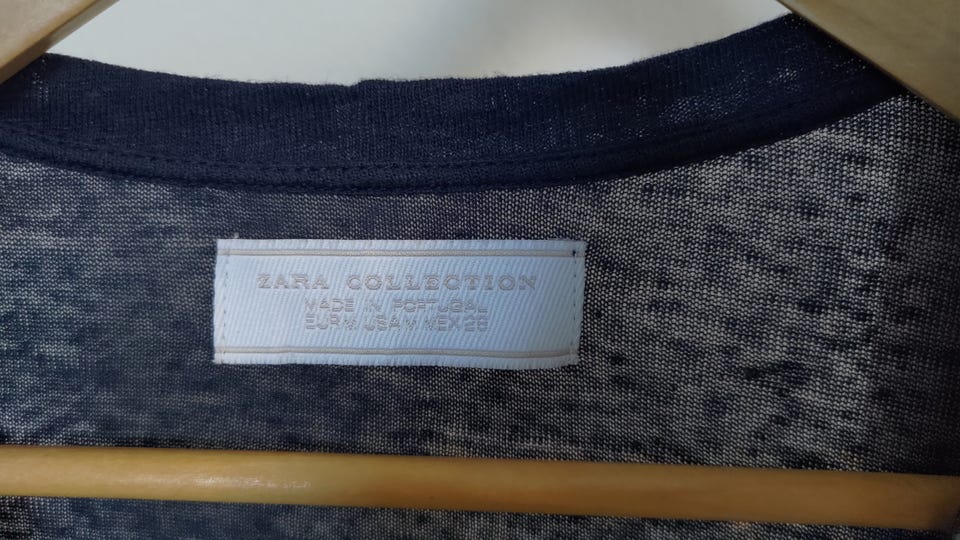 ZARA COLLECTION
MADE IN PORTUGAL
EUR M USA M MEX 28